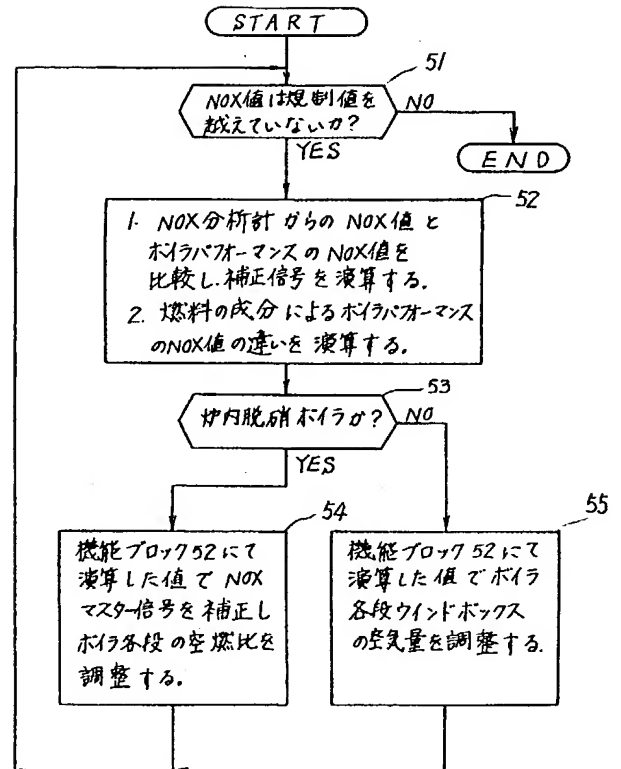 START
51
NOX値は規制値を
越えていないか?
NO
END
YES
52
1. NOX分析計からのNOX値と
ボイラパフォーマンスのNOX値を
比較し、補正信号を演算する。
2. 燃料の成分によるボイラパフォーマンス
のNOX値の違いを演算する。
53
炉内脱硝ボイラか?
NO
YES
54
機能ブロック52にて
演算した値でNOX
マスター信号を補正し
ボイラ各段の空燃比を
調整する。
55
機能ブロック52にて
演算した値でボイラ
各段ウインドボックス
の空気量を調整する.